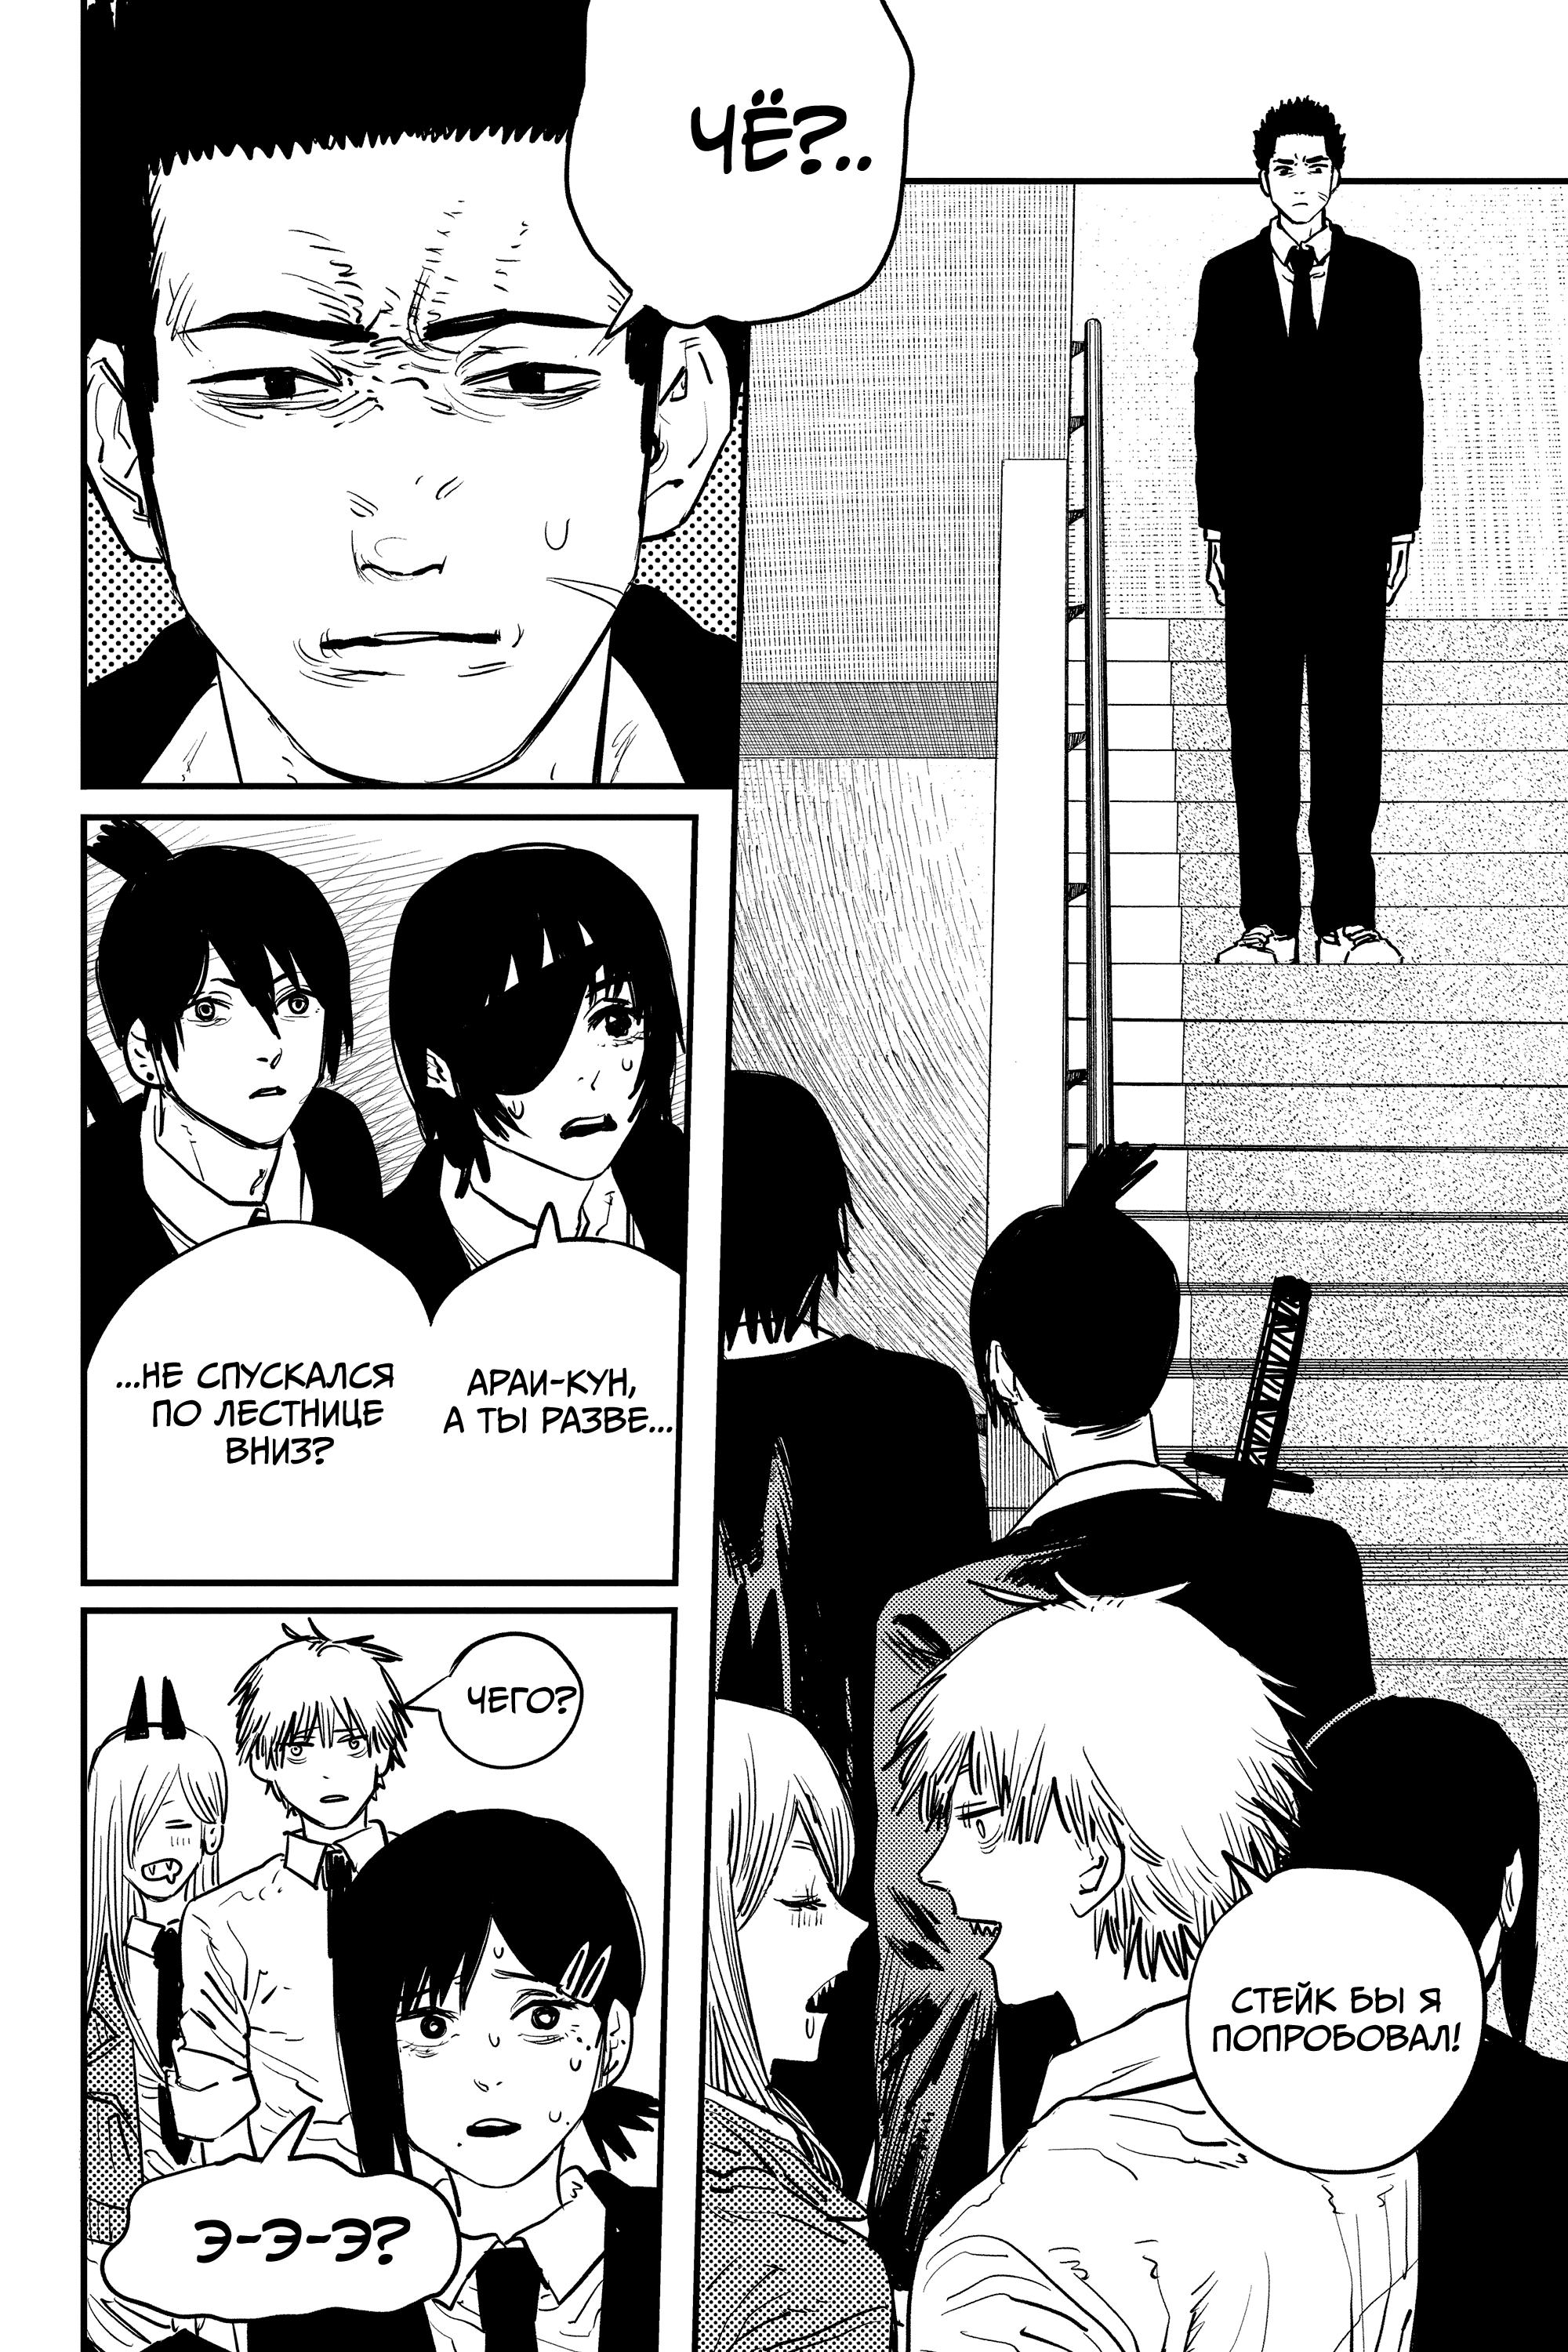 СТЕЙК БЫ Я
ПОПРОБОВАЛ!
ЧЁ?..
АРАИ-КУН,
А ТЫ РАЗВЕ...
...НЕ СПУСКАЛСЯ
ПО ЛЕСТНИЦЕ
ВНИЗ?
ЧЕГО?
Э-Э-Э?